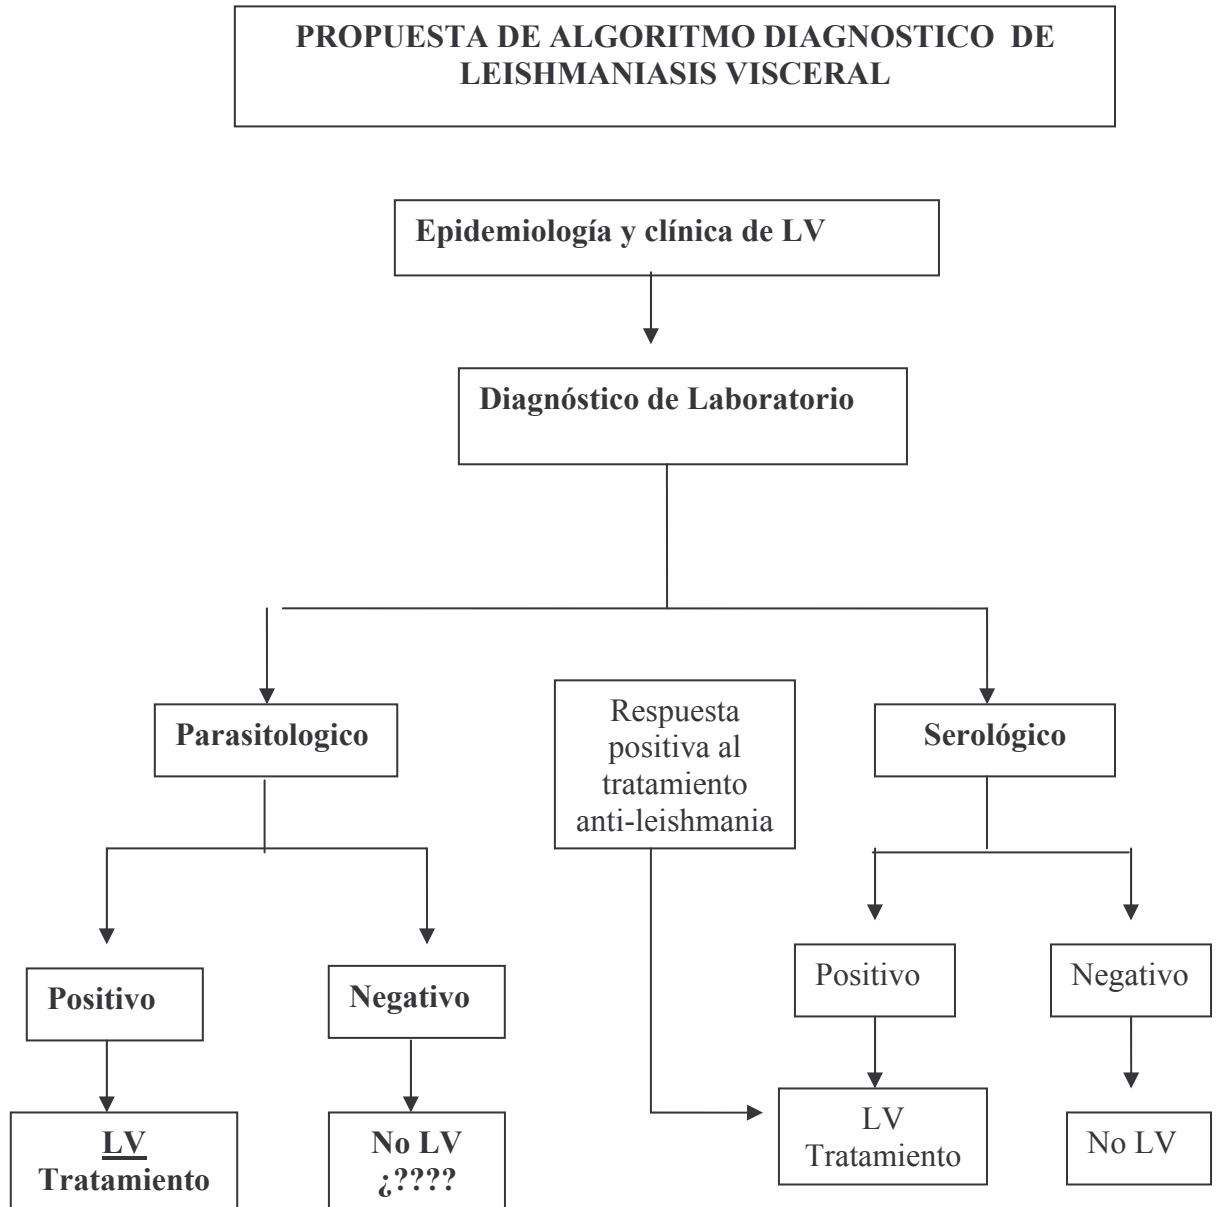 PROPUESTA DE ALGORITMO DIAGNOSTICO DE
LEISHMANIASIS VISCERAL
Epidemiología y clínica de LV
Diagnóstico de Laboratorio
Parasitologico
Respuesta
positiva al
tratamiento
anti-leishmania
Serológico
Positivo
Negativo
Positivo
Negativo
LV
Tratamiento
No LV
¿????
LV
Tratamiento
No LV